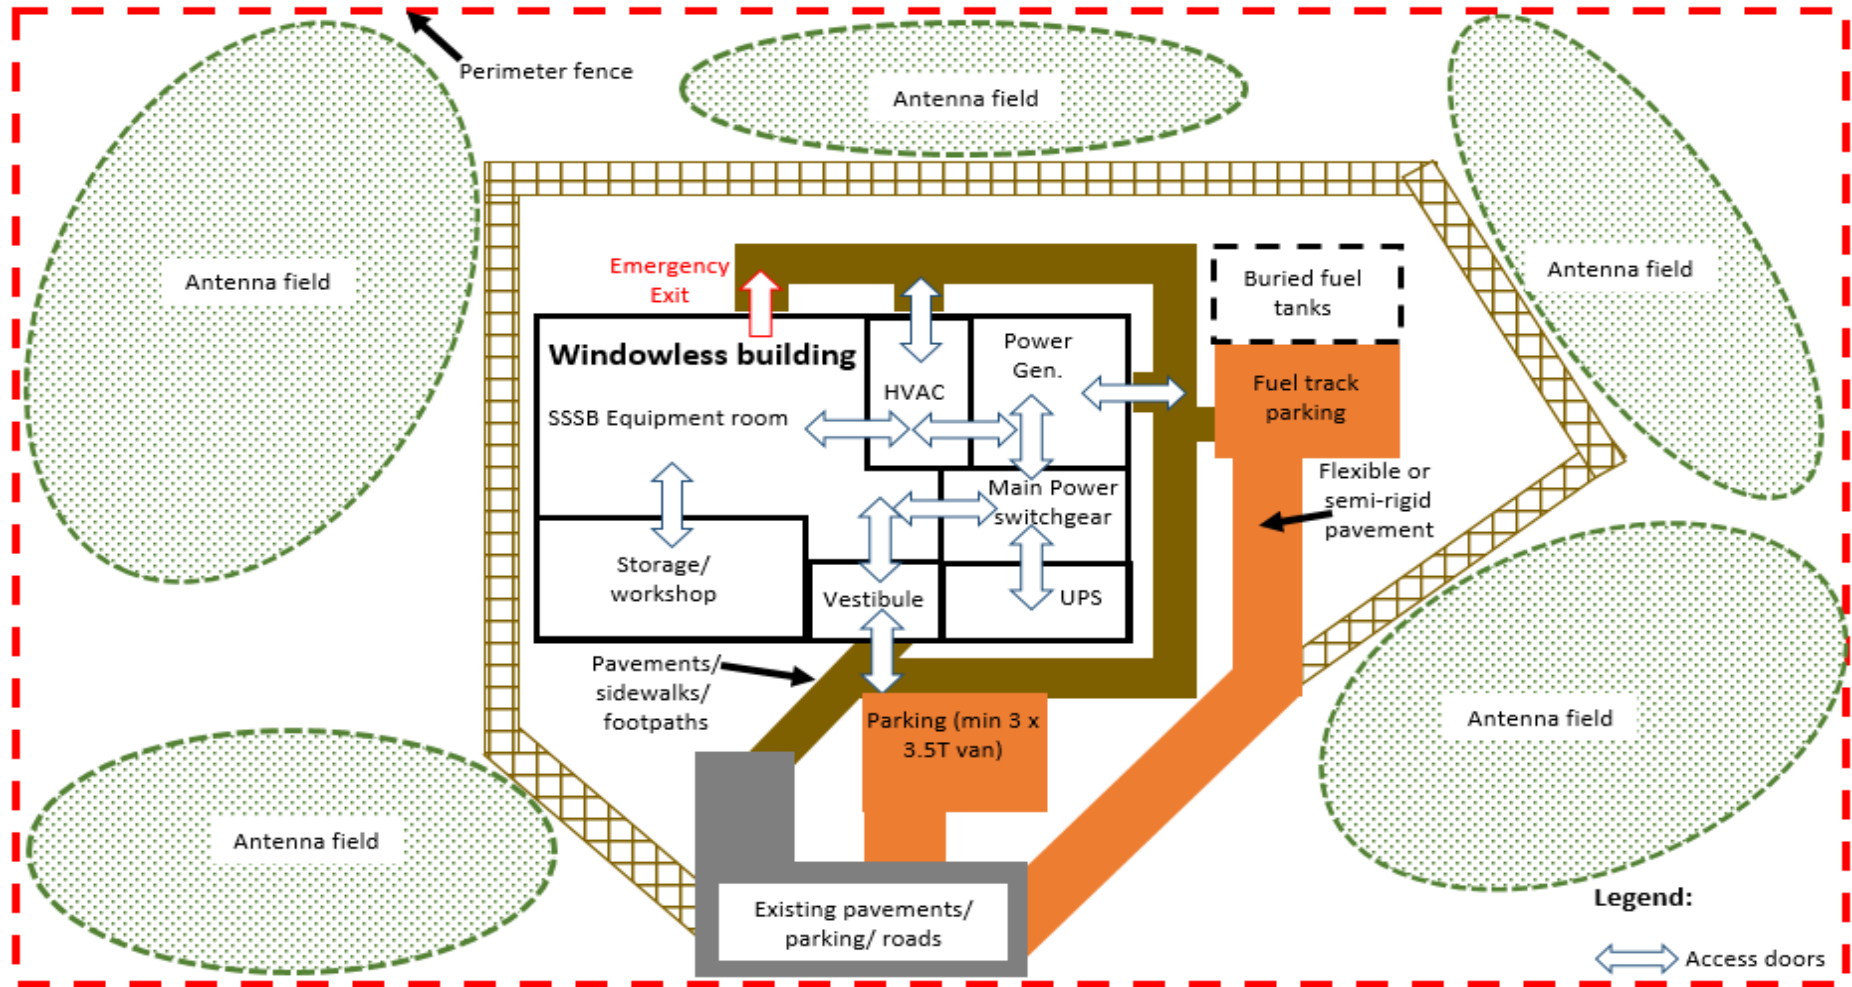 Perimeter fence
Antenna field
Antenna field
Antenna field
Emergency
Exit
Buried fuel
tanks
Windowless building
Power
Gen.
HVAC
SSSB Equipment room
Fuel track
parking
Flexible or
semi-rigid
pavement
Main Power
switchgear
Storage/
workshop
Vestibule
UPS
Pavements/
sidewalks/
footpaths
Parking (min 3 x
3.5T van)
Antenna field
Antenna field
Existing pavements/
parking/ roads
Legend:
Access doors